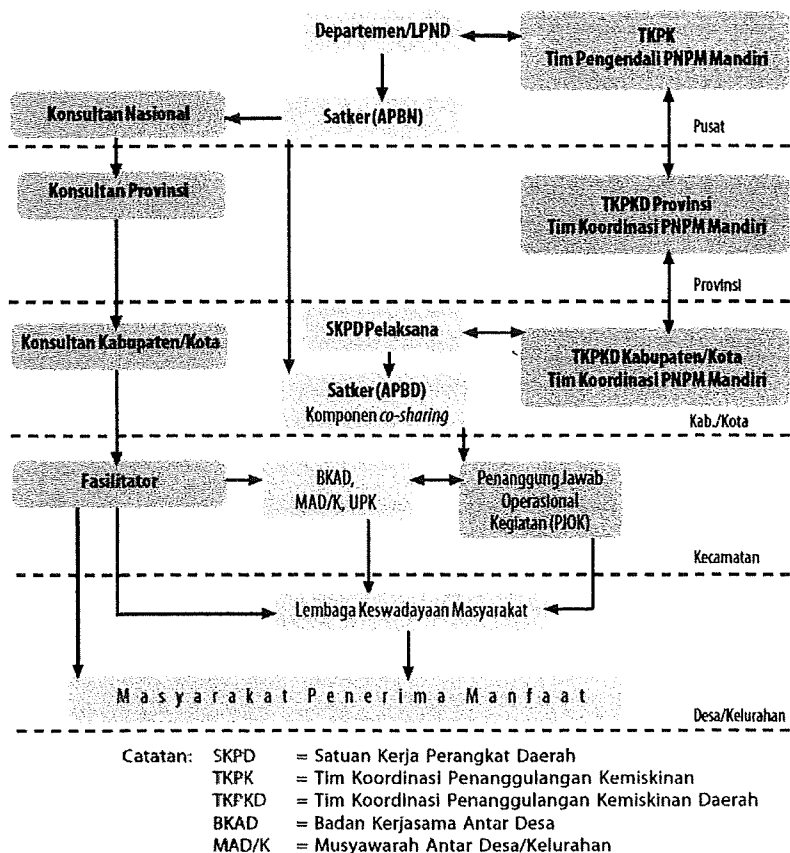 Departemen/LPND
TKPK
Tim Pengendali PNPM Mandiri
Konsultan Nasional
Satker (APBN)
Pusat
Konsultan Provinsi
TKPKD Provinsi
Tim Koordinasi PNPM Mandiri
Provinsi
SKPD Pelaksana
Konsultan Kabupaten/Kota
TKPKD Kabupaten/Kota
Tim Koordinasi PNPM Mandiri
Satker (APBD)
Komponen co-sharing
Kab./Kota
Fasilitator
BKAD,
MAD/K, UPK
Penanggung Jawab
Operasional
Kegiatan (PJOK)
Kecamatan
Lembaga Keswadayaan Masyarakat
Masyarakat Penerima Manfaat
Desa/Kelurahan
Catatan: SKPD = Satuan Kerja Perangkat Daerah
TKPK = Tim Koordinasi Penanggulangan Kemiskinan
TKPKD = Tim Koordinasi Penanggulangan Kemiskinan Daerah
BKAD = Badan Kerjasama Antar Desa
MAD/K = Musyawarah Antar Desa/Kelurahan